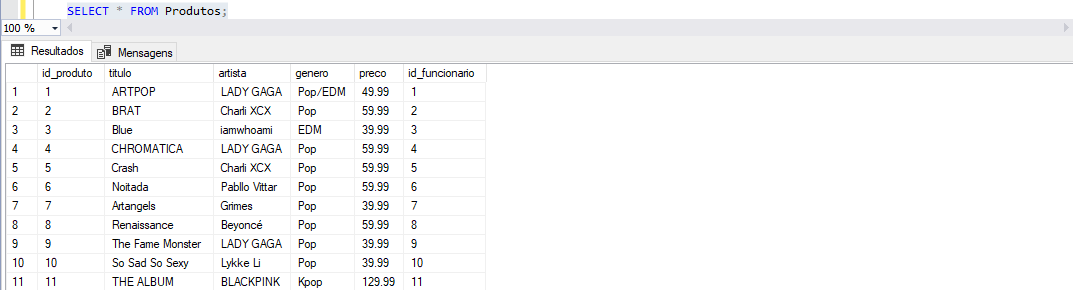 SELECT * FROM Produtos;
100 %
Resultados Mensagens
id_produto titulo artista genero preco id_funcionario
1 1 ARTPOP LADY GAGA Pop/EDM 49.99 1
2 2 BRAT Charli XCX Pop 59.99 2
3 3 Blue iamwhoami EDM 39.99 3
4 4 CHROMATICA LADY GAGA Pop 59.99 4
5 5 Crash Charli XCX Pop 59.99 5
6 6 Noitada Pabllo Vittar Pop 59.99 6
7 7 Artangels Grimes Pop 39.99 7
8 8 Renaissance Beyoncé Pop 59.99 8
9 9 The Fame Monster LADY GAGA Pop 39.99 9
10 10 So Sad So Sexy Lykke Li Pop 39.99 10
11 11 THE ALBUM BLACKPINK Kpop 129.99 11